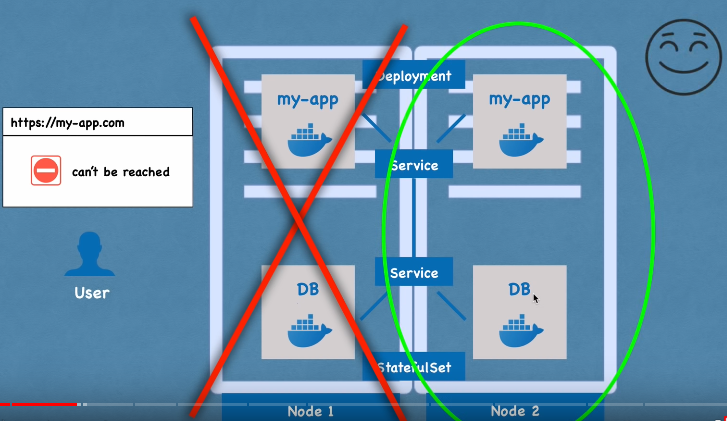 Deployment
my-app
my-app
https://my-app.com
Service
can't be reached
Service
User
DB
DB
StatefulSet
Node 1
Node 2